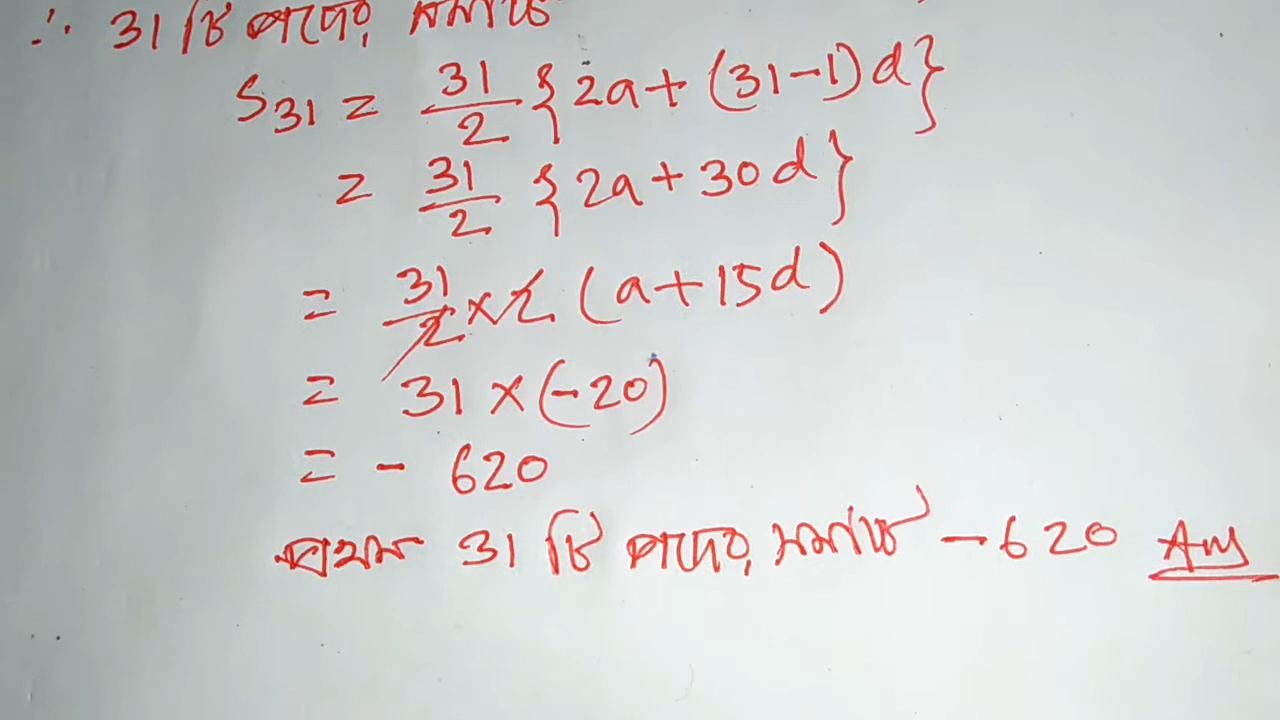 ∴ 31 টি পদের সমষ্টি
S31 = 31/2 {2a + (31-1)d}
= 31/2 {2a + 30d}
= 31/2 × 2 (a + 15d)
= 31 × (-20)
= - 620
প্রথম 31 টি পদের সমষ্টি - 620 Ans